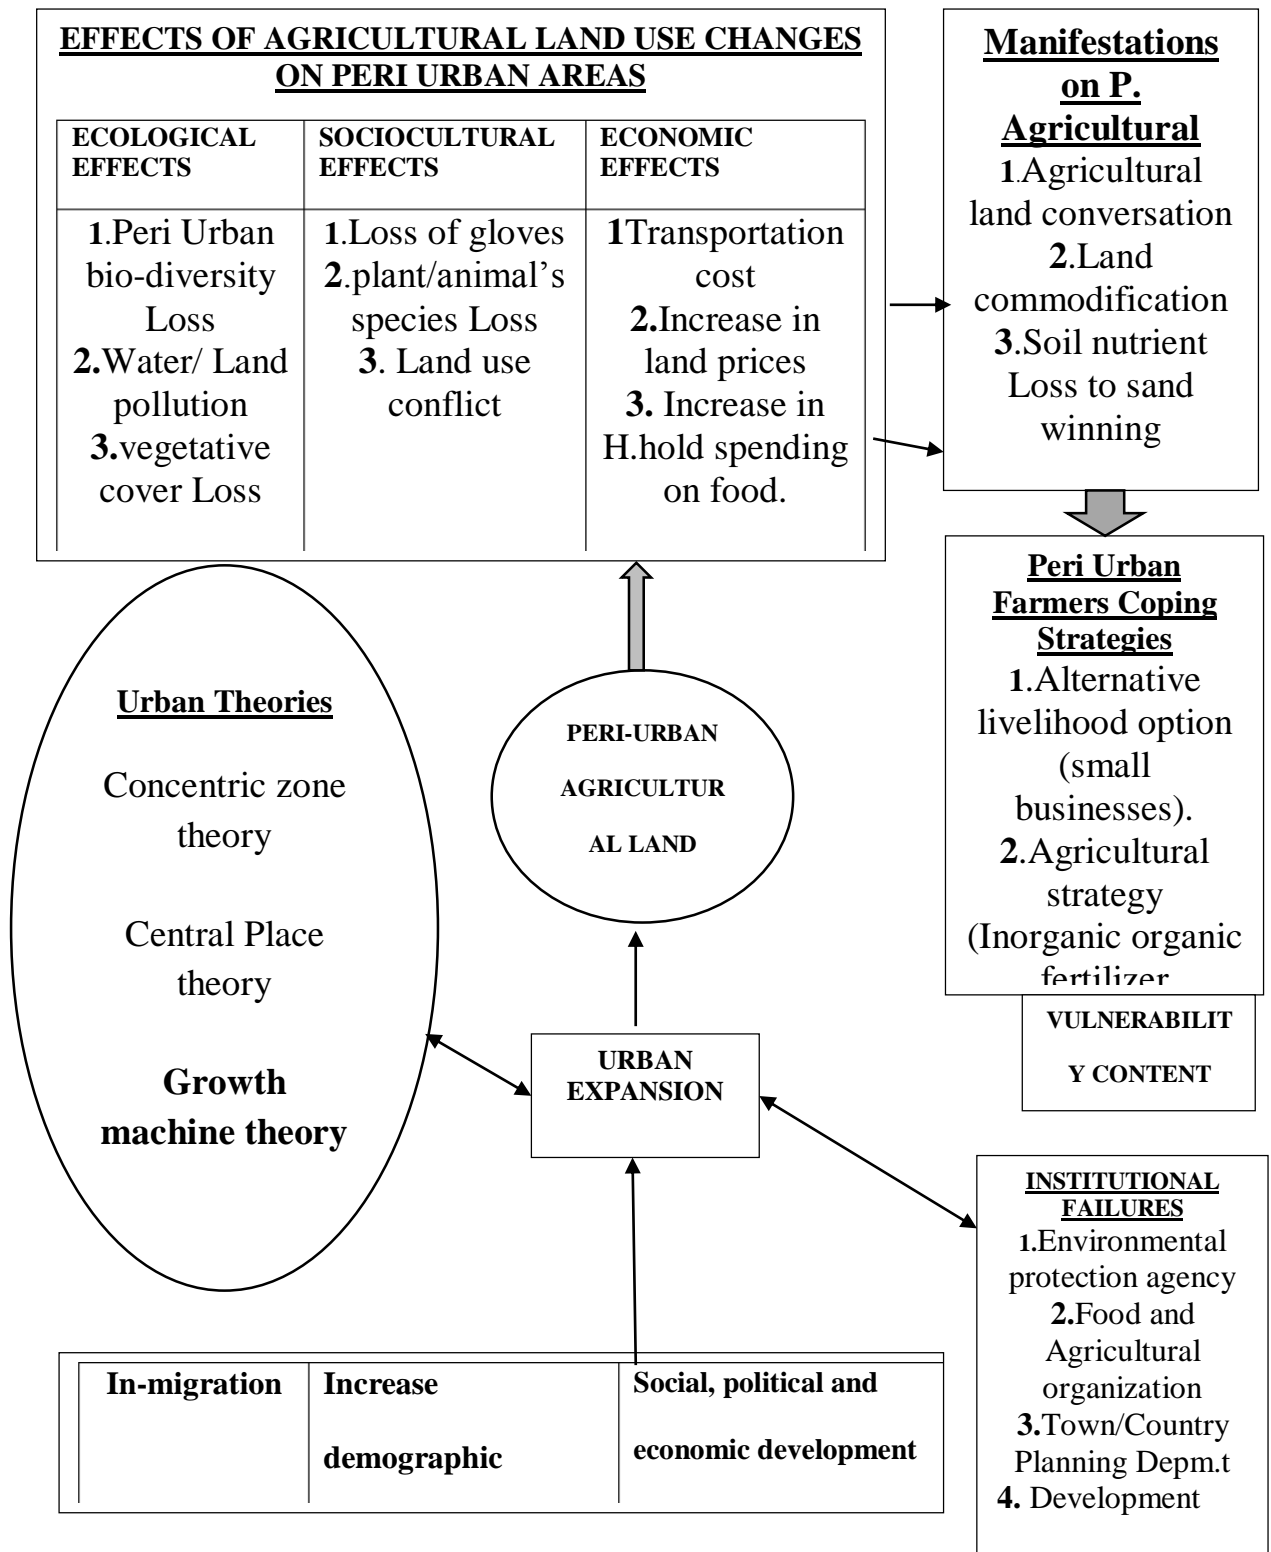 EFFECTS OF AGRICULTURAL LAND USE CHANGES
ON PERI URBAN AREAS
ECOLOGICAL
EFFECTS
SOCIOCULTURAL
EFFECTS
ECONOMIC
EFFECTS
1.Peri Urban
bio-diversity
Loss
2.Water/ Land
pollution
3.vegetative
cover Loss
1.Loss of gloves
2.plant/animal’s
species Loss
3. Land use
conflict
1Transportation
cost
2.Increase in
land prices
3. Increase in
H.hold spending
on food.
Manifestations
on P.
Agricultural
1.Agricultural
land conversation
2.Land
commodification
3.Soil nutrient
Loss to sand
winning
Peri Urban
Farmers Coping
Strategies
1.Alternative
livelihood option
(small
businesses).
2.Agricultural
strategy
(Inorganic organic
fertilizer
VULNERABILIT
Y CONTENT
Urban Theories
Concentric zone
theory
Central Place
theory
Growth
machine theory
PERI-URBAN
AGRICULTUR
AL LAND
URBAN
EXPANSION
INSTITUTIONAL
FAILURES
1.Environmental
protection agency
2.Food and
Agricultural
organization
3.Town/Country
Planning Depm.t
4. Development
In-migration
Increase
demographic
Social, political and
economic development